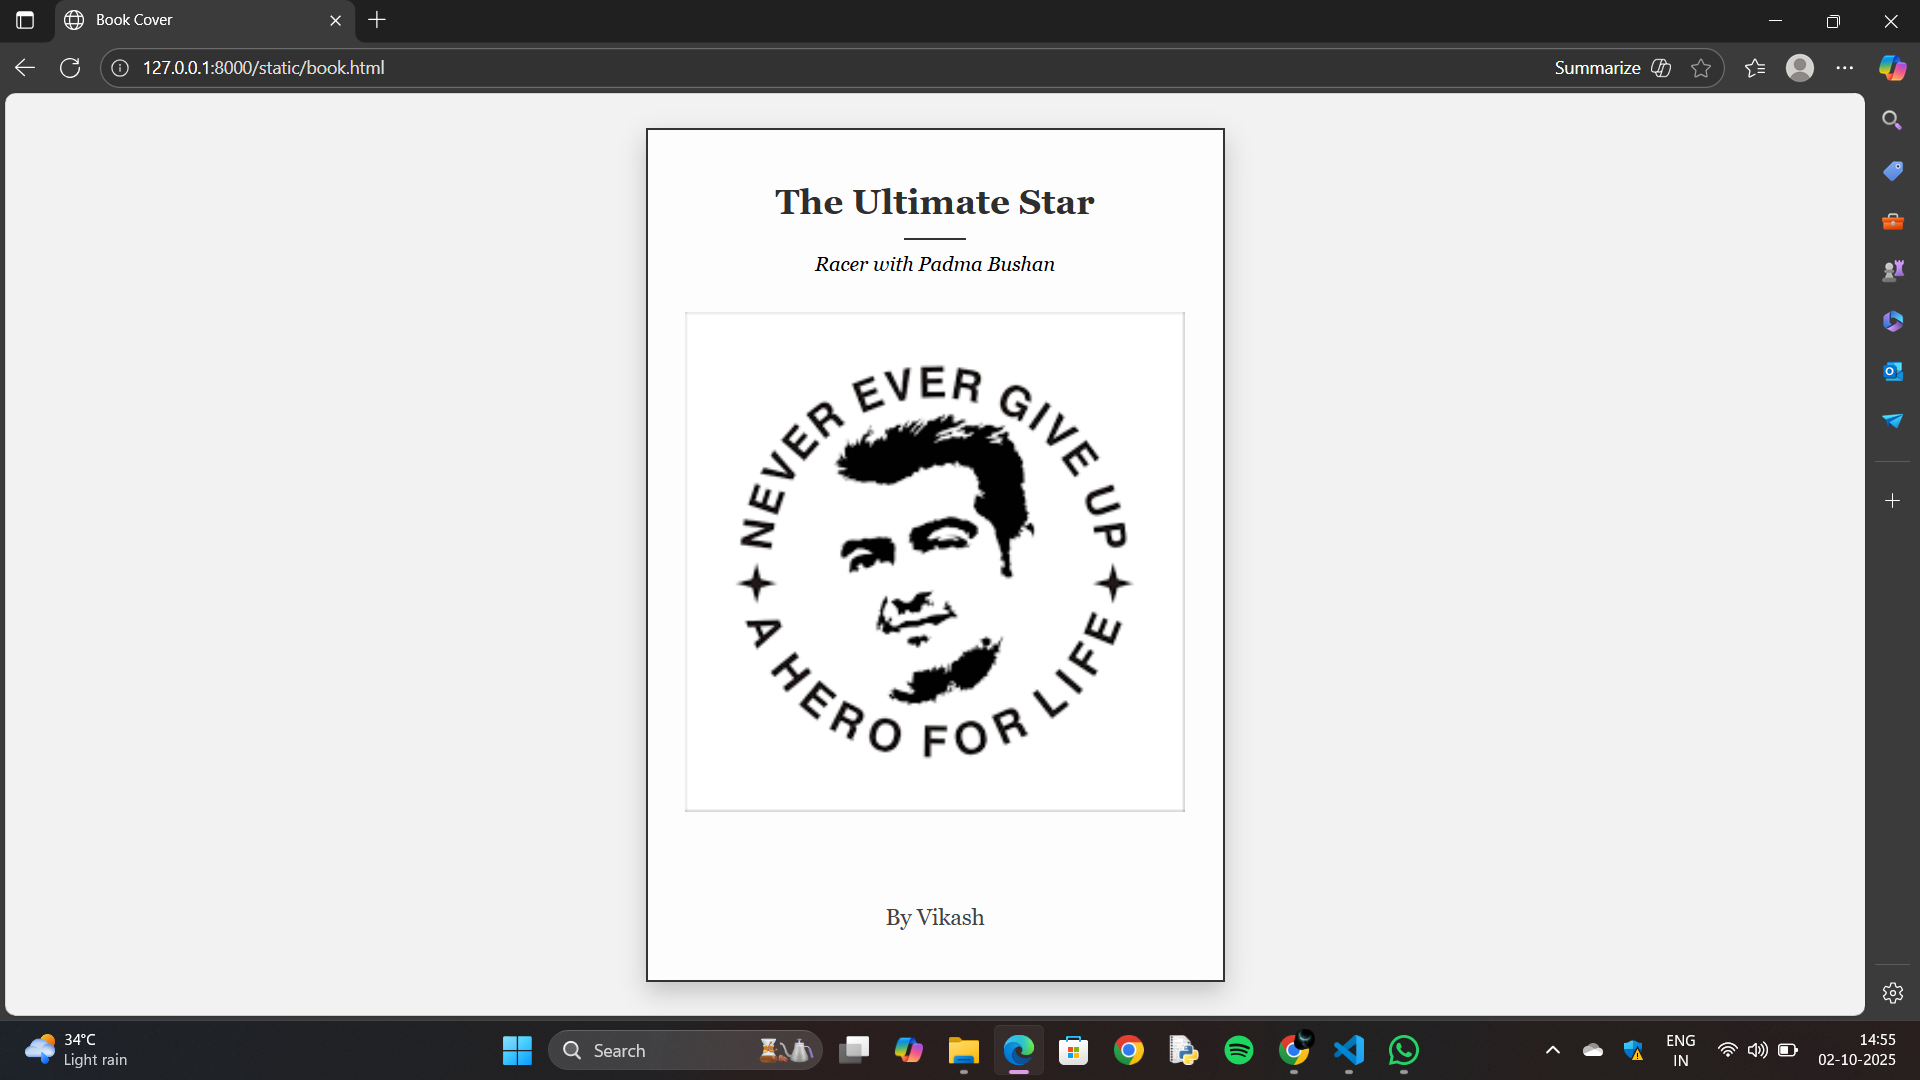 Book Cover
127.0.0.1:8000/static/book.html
Summarize
The Ultimate Star
Racer with Padma Bushan
NEVER EVER GIVE UP
A HERO FOR LIFE
By Vikash
34°C
Light rain
Search
ENG
IN
14:55
02-10-2025